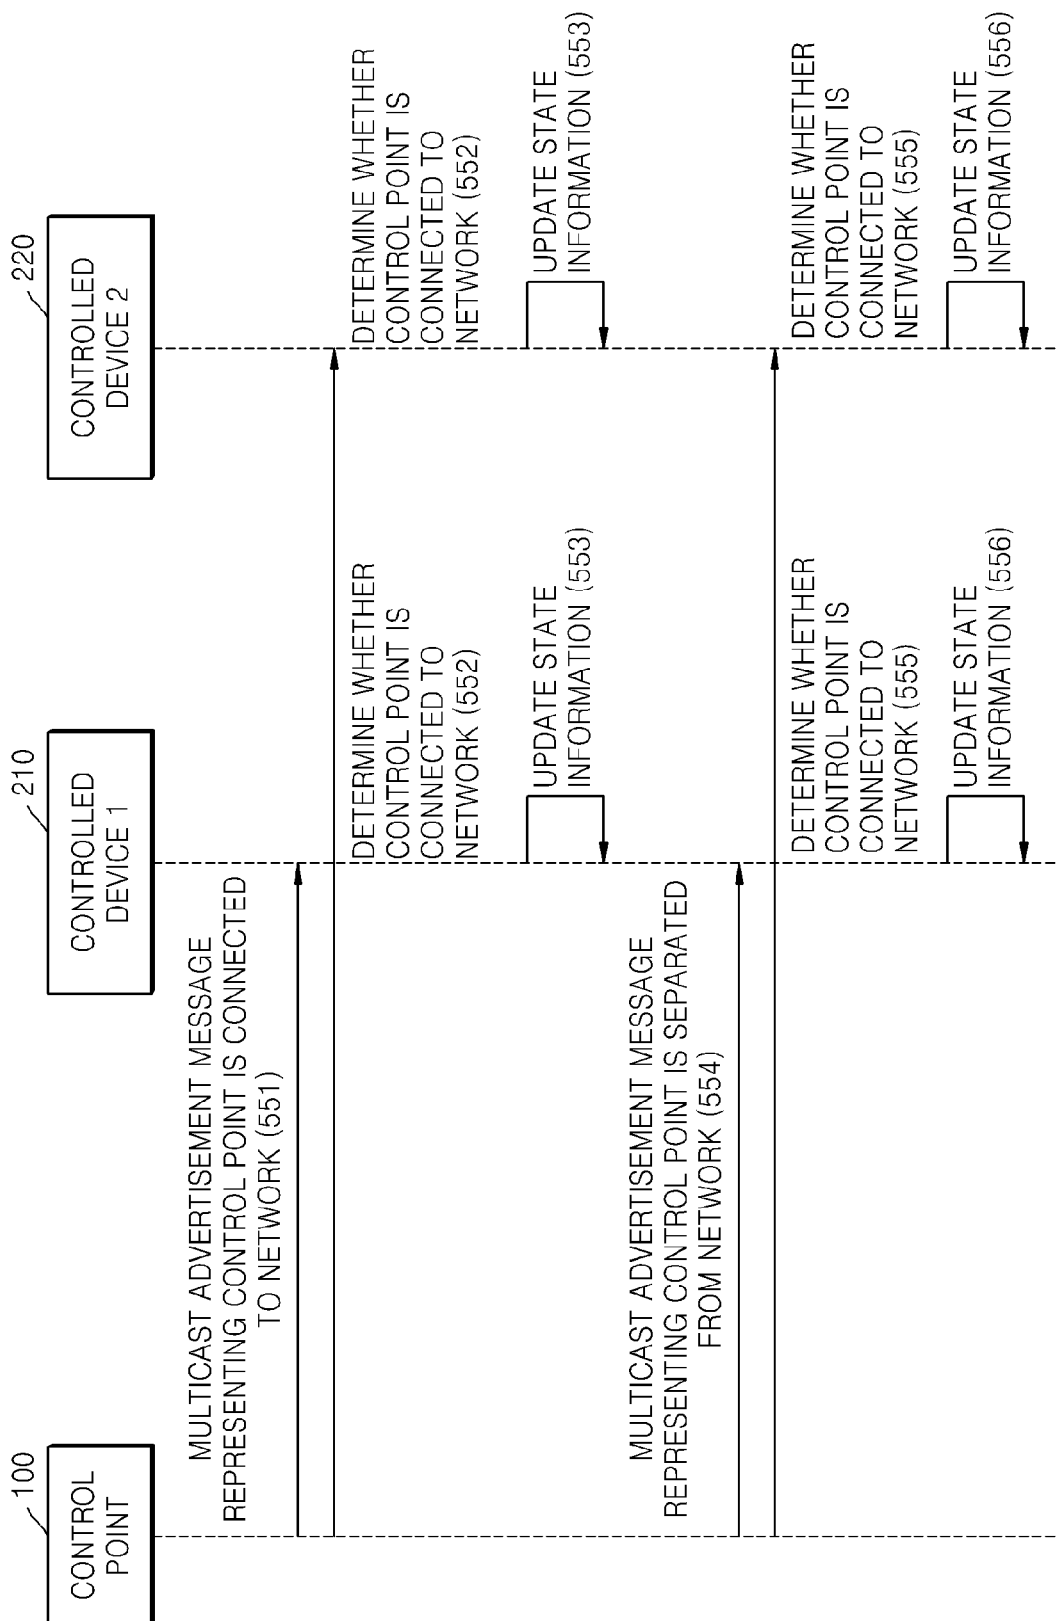 100
CONTROL
POINT
210
CONTROLLED
DEVICE 1
220
CONTROLLED
DEVICE 2
MULTICAST ADVERTISEMENT MESSAGE
REPRESENTING CONTROL POINT IS CONNECTED
TO NETWORK (551)
DETERMINE WHETHER
CONTROL POINT IS
CONNECTED TO
NETWORK (552)
DETERMINE WHETHER
CONTROL POINT IS
CONNECTED TO
NETWORK (552)
UPDATE STATE
INFORMATION (553)
UPDATE STATE
INFORMATION (553)
MULTICAST ADVERTISEMENT MESSAGE
REPRESENTING CONTROL POINT IS SEPARATED
FROM NETWORK (554)
DETERMINE WHETHER
CONTROL POINT IS
CONNECTED TO
NETWORK (555)
DETERMINE WHETHER
CONTROL POINT IS
CONNECTED TO
NETWORK (555)
UPDATE STATE
INFORMATION (556)
UPDATE STATE
INFORMATION (556)